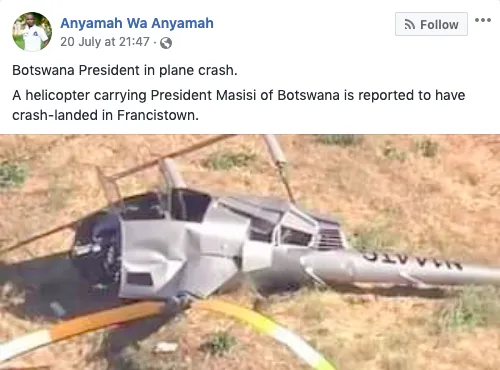 Anyamah Wa Anyamah
Follow
20 July at 21:47 ·
Botswana President in plane crash.
A helicopter carrying President Masisi of Botswana is reported to have
crash-landed in Francistown.
N144TG